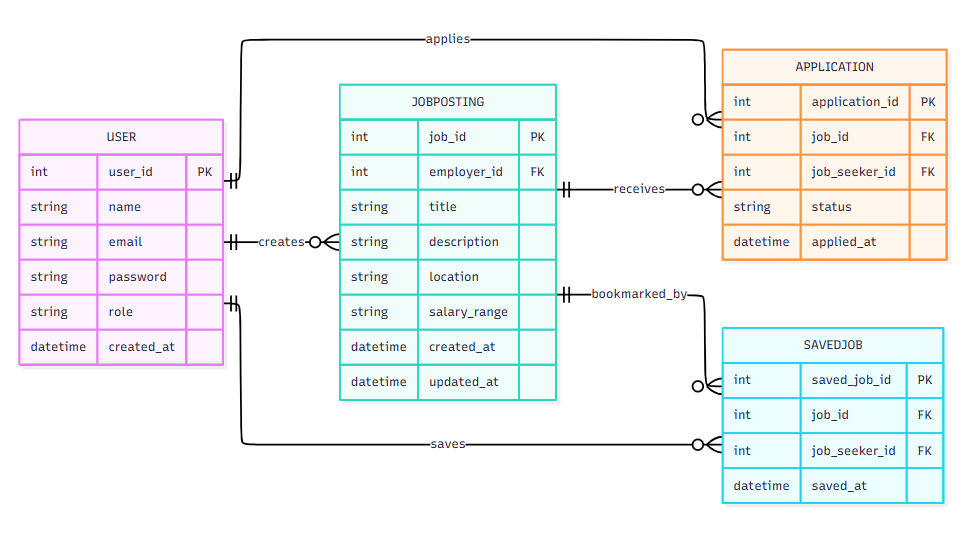 applies
APPLICATION
int application_id PK
int job_id FK
int job_seeker_id FK
string status
datetime applied_at
JOBPOSTING
int job_id PK
int employer_id FK
string title
string description
string location
string salary_range
datetime created_at
datetime updated_at
USER
int user_id PK
string name
string email
string password
string role
datetime created_at
receives
creates
bookmarked_by
SAVEDJOB
int saved_job_id PK
int job_id FK
int job_seeker_id FK
datetime saved_at
saves